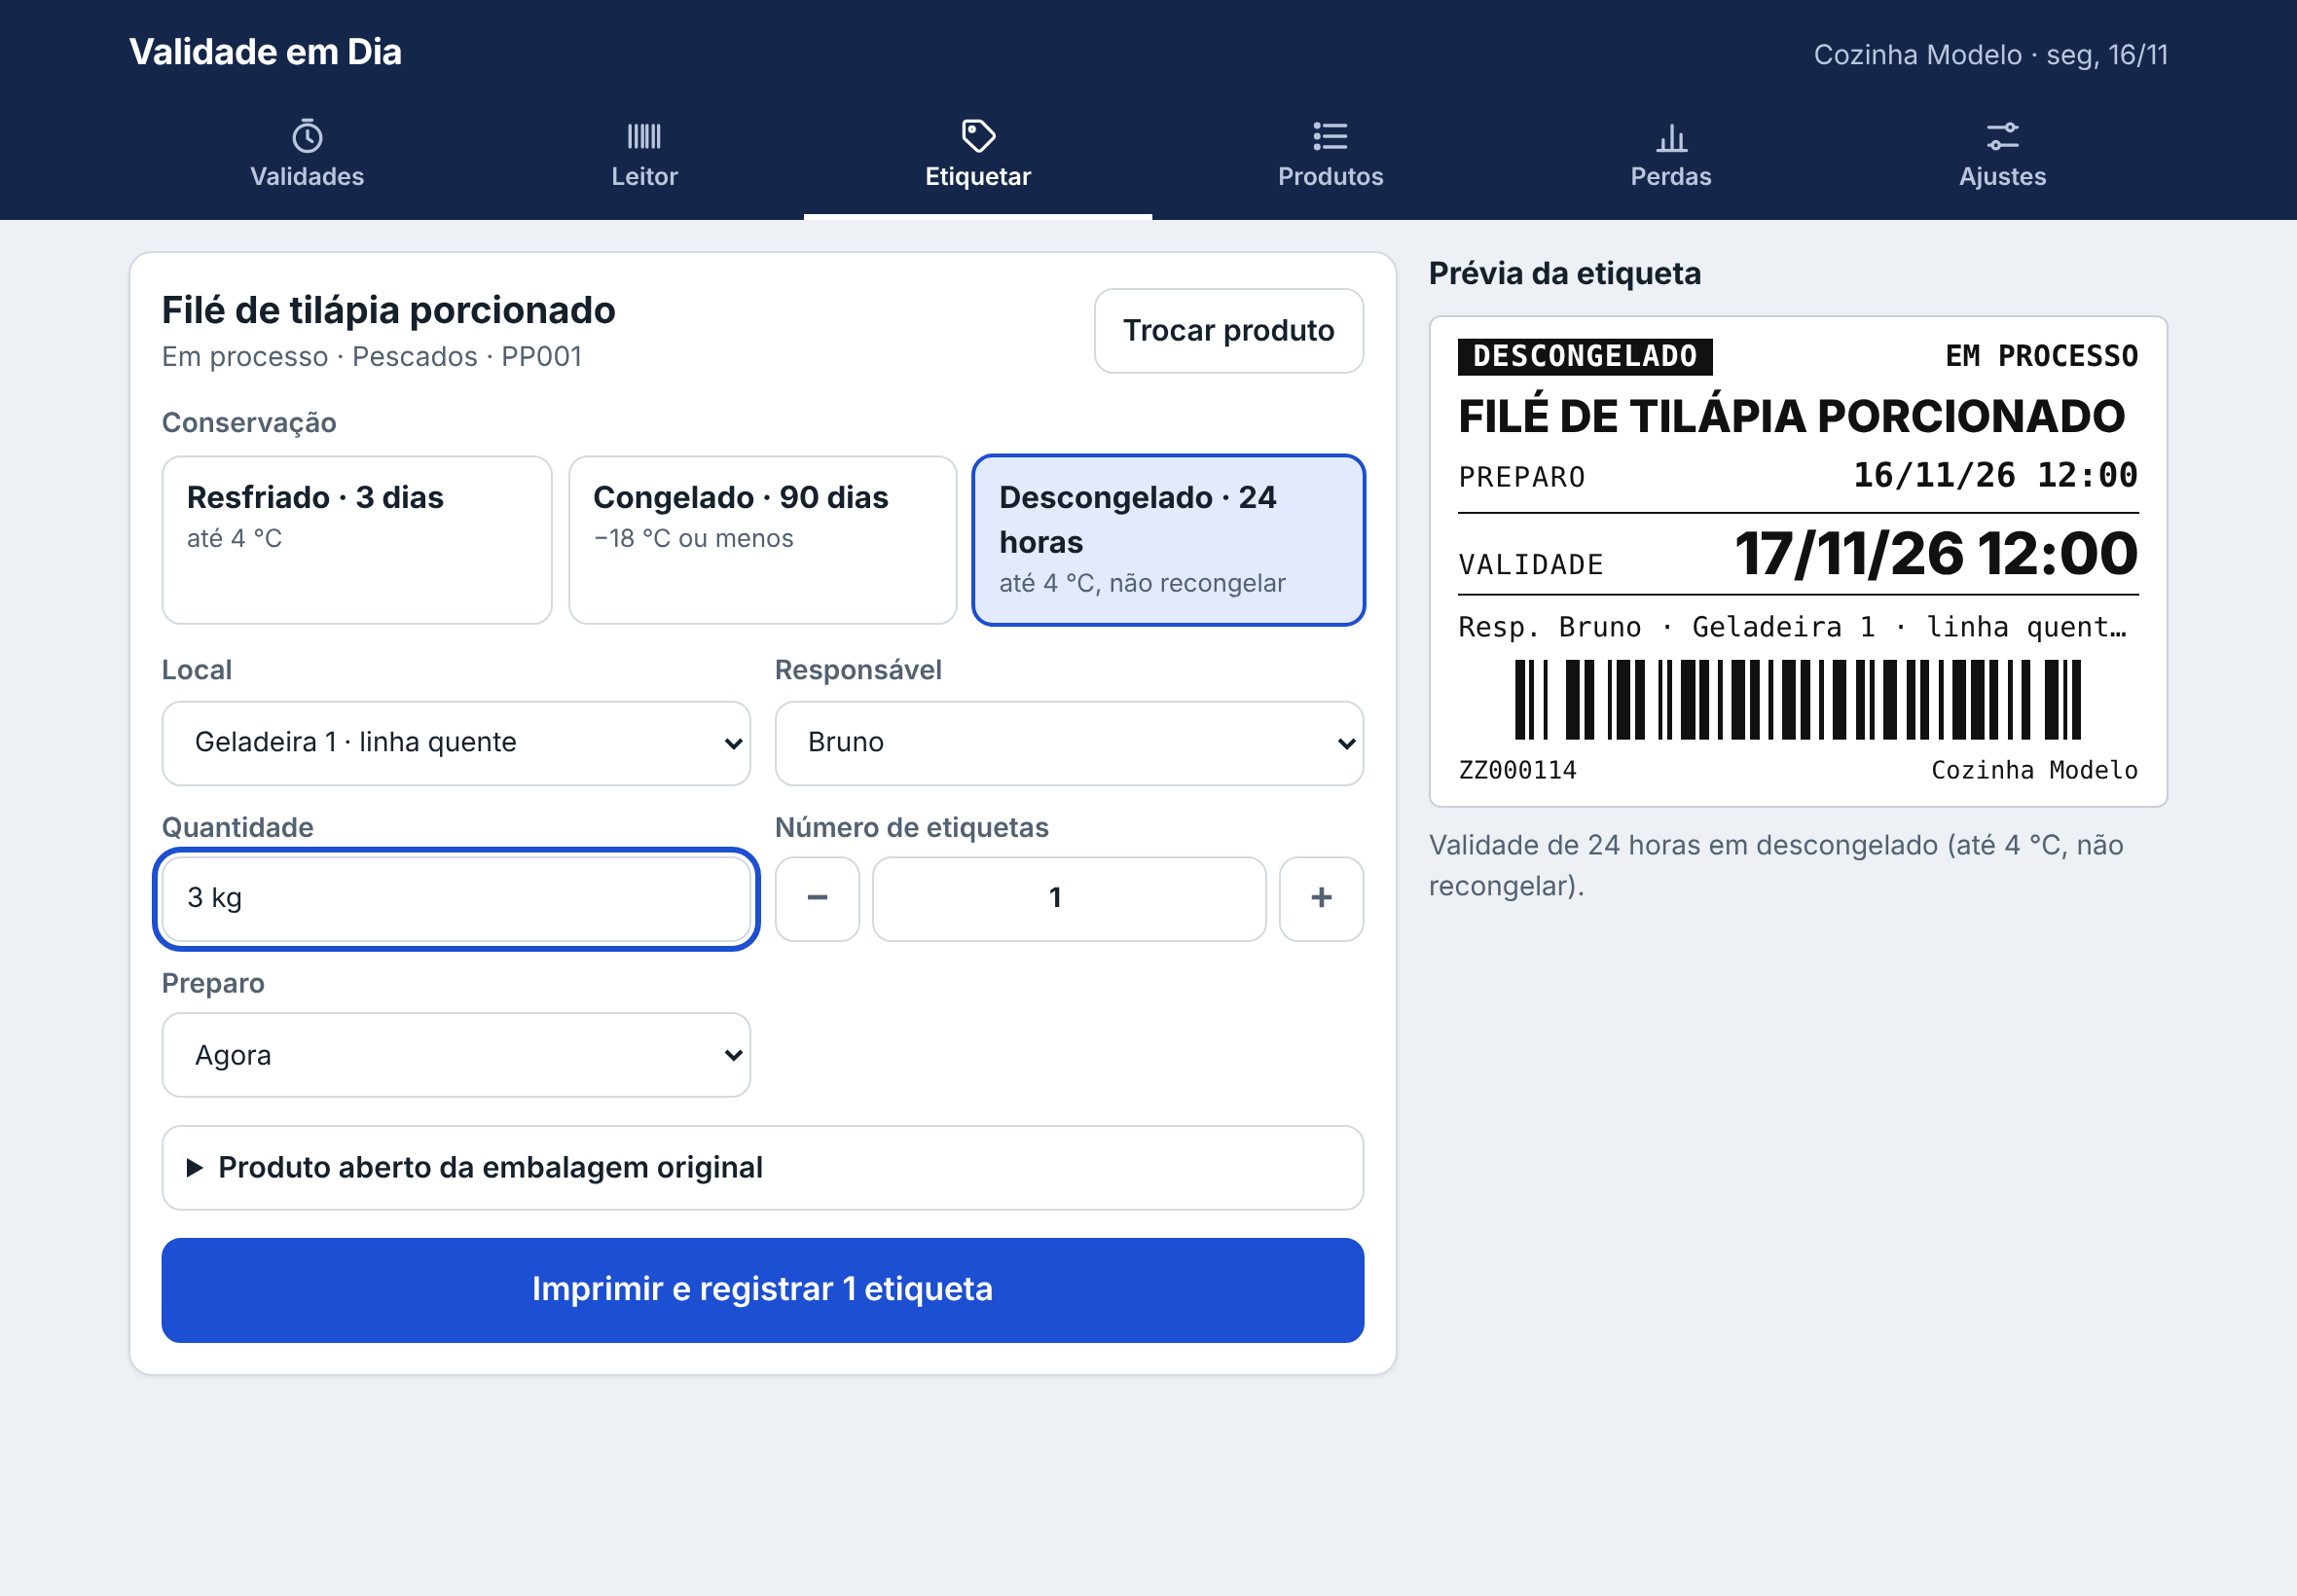 Validade em Dia
Cozinha Modelo · seg, 16/11
Validades
Leitor
Etiquetar
Produtos
Perdas
Ajustes
Filé de tilápia porcionado
Em processo · Pescados · PP001
Trocar produto
Conservação
Resfriado · 3 dias
até 4 °C
Congelado · 90 dias
−18 °C ou menos
Descongelado · 24
horas
até 4 °C, não recongelar
Local
Geladeira 1 · linha quente
Responsável
Bruno
Quantidade
3 kg
Número de etiquetas
−
1
+
Preparo
Agora
Produto aberto da embalagem original
Imprimir e registrar 1 etiqueta
Prévia da etiqueta
DESCONGELADO
EM PROCESSO
FILÉ DE TILÁPIA PORCIONADO
PREPARO 16/11/26 12:00
VALIDADE 17/11/26 12:00
Resp. Bruno · Geladeira 1 · linha quent…
ZZ000114
Cozinha Modelo
Validade de 24 horas em descongelado (até 4 °C, não
recongelar).